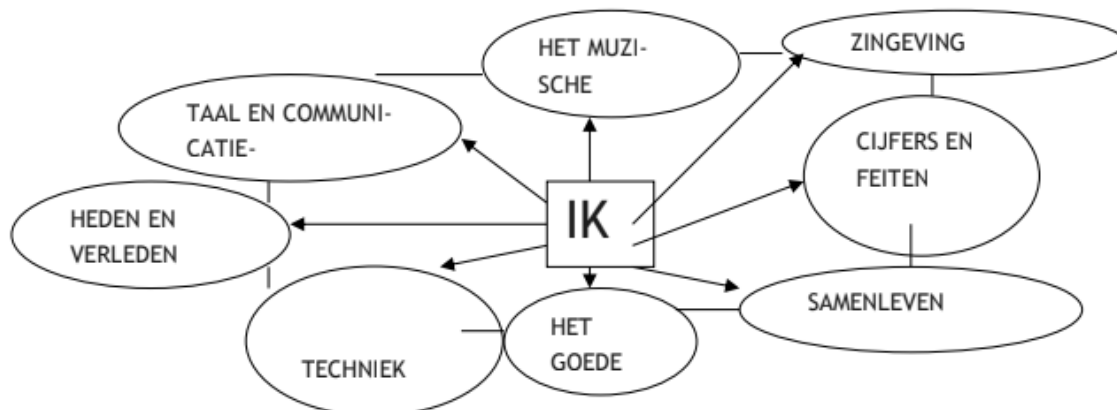 HET MUZI-
SCHE
ZINGEVING
TAAL EN COMMUNI-
CATIE-
CIJFERS EN
FEITEN
HEDEN EN
VERLEDEN
IK
SAMENLEVEN
HET
GOEDE
TECHNIEK